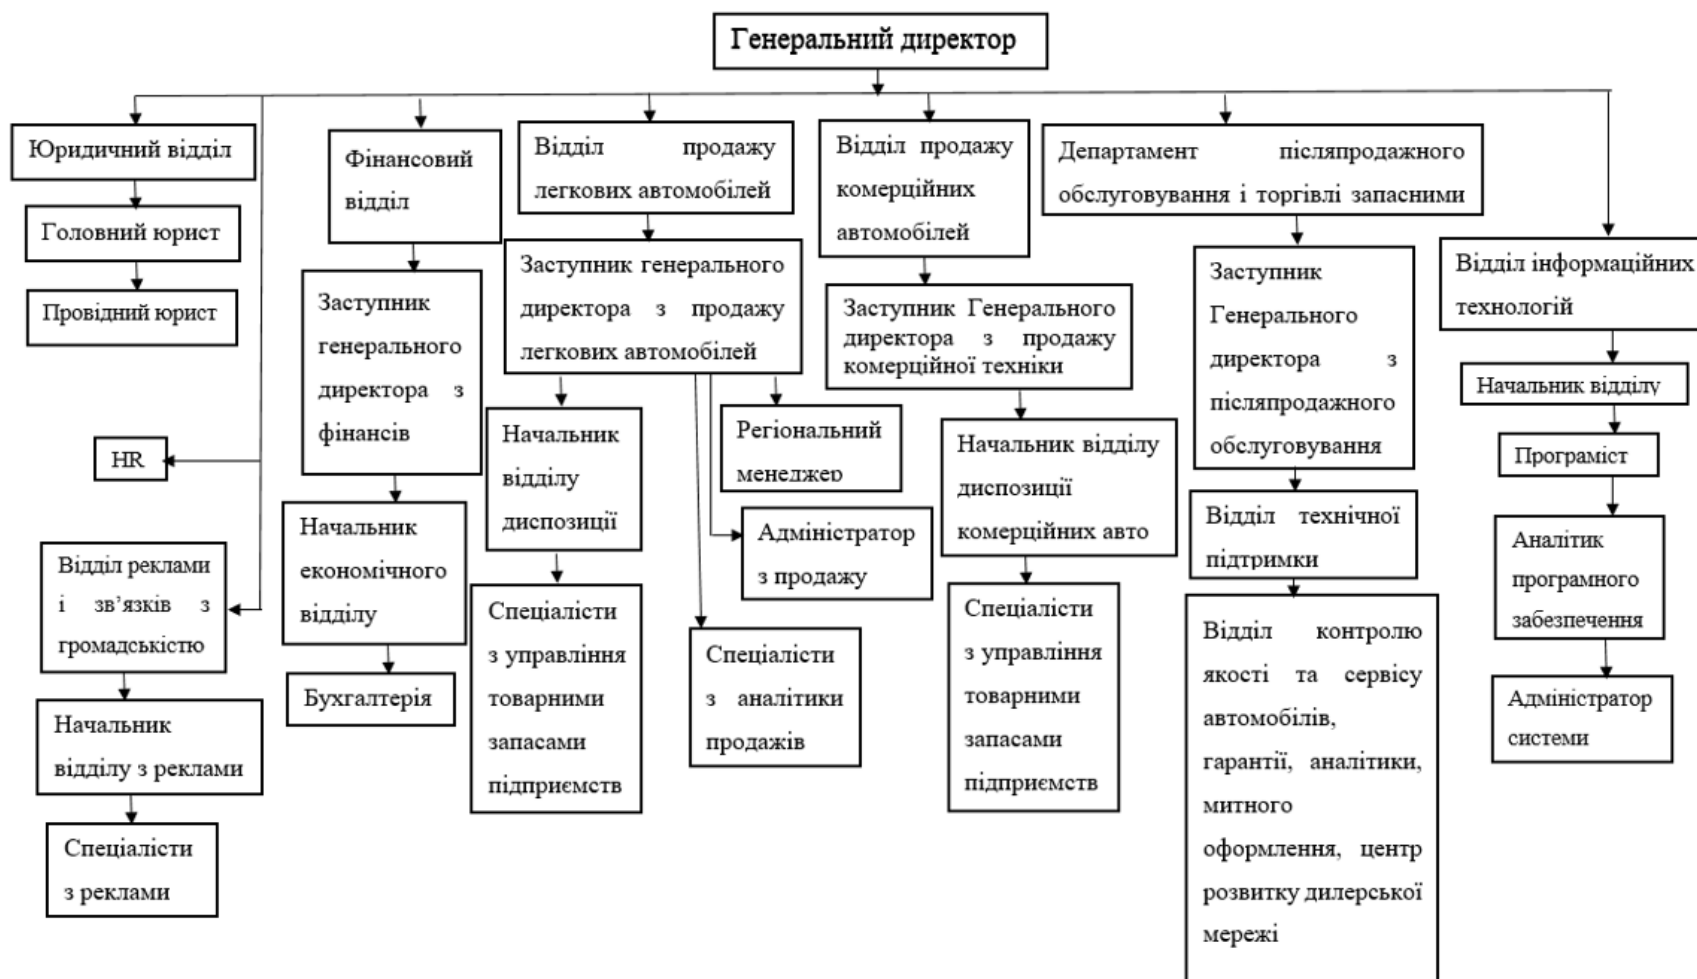 Генеральний директор
Юридичний відділ
Головний юрист
Провідний юрист
HR
Відділ реклами
і зв’язків з
громадськістю
Начальник
відділу з реклами
Спеціалісти
з реклами
Фінансовий
відділ
Заступник
генерального
директора з
фінансів
Начальник
економічного
відділу
Бухгалтерія
Відділ продажу
легкових автомобілей
Заступник генерального
директора з продажу
легкових автомобілей
Начальник
відділу
диспозиції
Спеціалісти
з управління
товарними
запасами
підприємств
Регіональний
менеджер
Адміністратор
з продажу
Спеціалісти
з аналітики
продажів
Відділ продажу
комерційних
автомобілей
Заступник Генерального
директора з продажу
комерційної техніки
Начальник відділу
диспозиції
комерційних авто
Спеціалісти
з управління
товарними
запасами
підприємств
Департамент післяпродажного
обслуговування і торгівлі запасними
Заступник
Генерального
директора з
післяпродажного
обслуговування
Відділ технічної
підтримки
Відділ контролю
якості та сервісу
автомобілів,
гарантії, аналітики,
митного
оформлення, центр
розвитку дилерської
мережі
Відділ інформаційних
технологій
Начальник відділу
Програміст
Аналітик
програмного
забезпечення
Адміністратор
системи